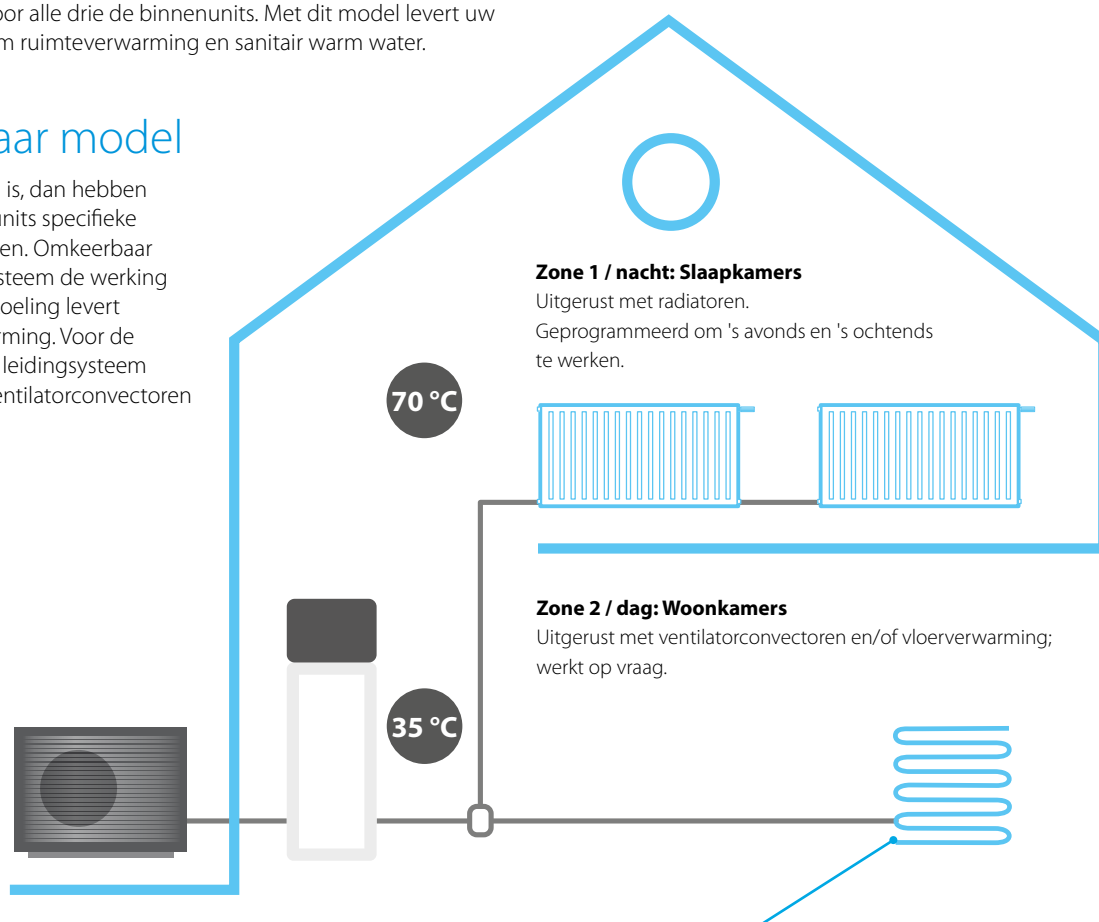 oor alle drie de binnenunits. Met dit model levert uw
m ruimteverwarming en sanitair warm water.
aar model
is, dan hebben
nits specifieke
en. Omkeerbaar
steem de werking
oeling levert
rming. Voor de
leidingsysteem
entilatorconvectoren
Zone 1 / nacht: Slaapkamers
Uitgerust met radiatoren.
Geprogrammeerd om 's avonds en 's ochtends
te werken.
70 °C
Zone 2 / dag: Woonkamers
Uitgerust met ventilatorconvectoren en/of vloerverwarming;
werkt op vraag.
35 °C